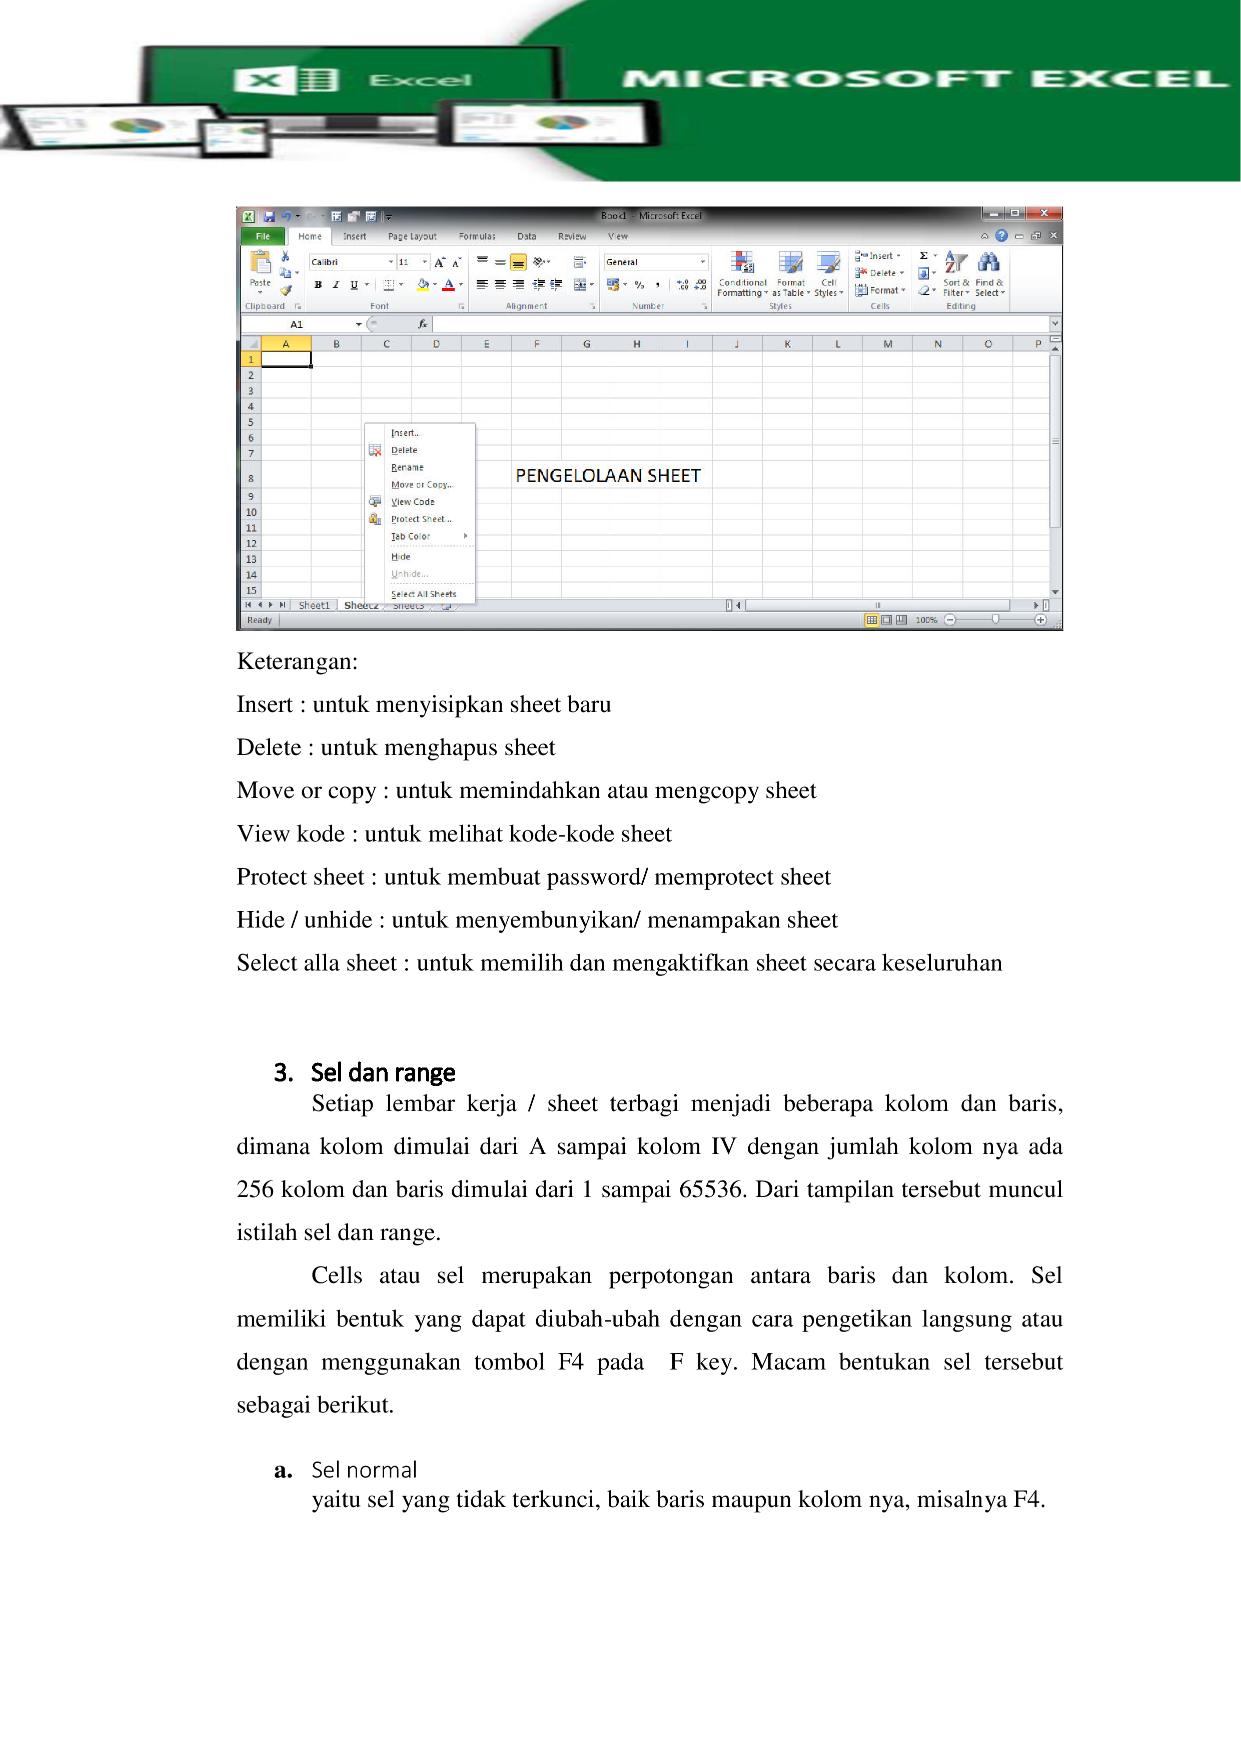 Excel
MICROSOFT EXCEL
Book1 - Microsoft Excel
File Home Insert Page Layout Formulas Data Review View
Calibri 11 A A General Insert Σ
Paste Delete
B I U A % , Conditional Format Cell Format Sort & Find &
Formatting as Table Styles Filter Select
Clipboard Font Alignment Number Styles Cells Editing
A1 fx
A B C D E F G H I J K L M N O P
1
2
3
4
5
6
7
8 PENGELOLAAN SHEET
9
10
11
12
13
14
15
Insert...
Delete
Rename
Move or Copy...
View Code
Protect Sheet...
Tab Color
Hide
Unhide...
Select All Sheets
Sheet1 Sheet2 Sheet3
Ready 100%
Keterangan:
Insert : untuk menyisipkan sheet baru
Delete : untuk menghapus sheet
Move or copy : untuk memindahkan atau mengcopy sheet
View kode : untuk melihat kode-kode sheet
Protect sheet : untuk membuat password/ memprotect sheet
Hide / unhide : untuk menyembunyikan/ menampakan sheet
Select alla sheet : untuk memilih dan mengaktifkan sheet secara keseluruhan
3. Sel dan range
Setiap lembar kerja / sheet terbagi menjadi beberapa kolom dan baris,
dimana kolom dimulai dari A sampai kolom IV dengan jumlah kolom nya ada
256 kolom dan baris dimulai dari 1 sampai 65536. Dari tampilan tersebut muncul
istilah sel dan range.
Cells atau sel merupakan perpotongan antara baris dan kolom. Sel
memiliki bentuk yang dapat diubah-ubah dengan cara pengetikan langsung atau
dengan menggunakan tombol F4 pada F key. Macam bentukan sel tersebut
sebagai berikut.
a. Sel normal
yaitu sel yang tidak terkunci, baik baris maupun kolom nya, misalnya F4.